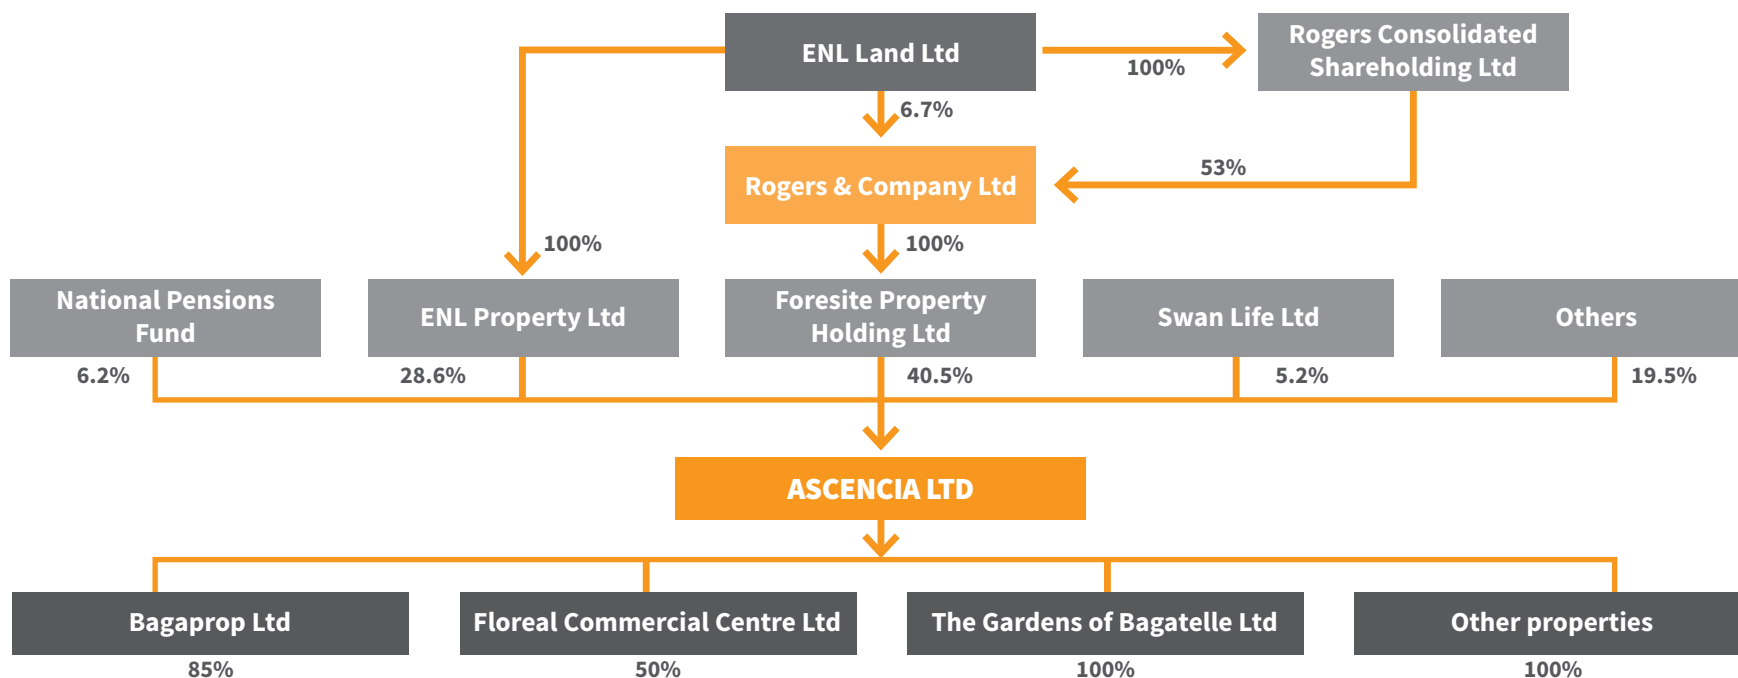 ENL Land Ltd
Rogers Consolidated
Shareholding Ltd
100%
6.7%
Rogers & Company Ltd
53%
100%
100%
National Pensions
Fund
ENL Property Ltd
Foresite Property
Holding Ltd
Swan Life Ltd
Others
6.2%
28.6%
40.5%
5.2%
19.5%
ASCENCIA LTD
Bagaprop Ltd
Floreal Commercial Centre Ltd
The Gardens of Bagatelle Ltd
Other properties
85%
50%
100%
100%